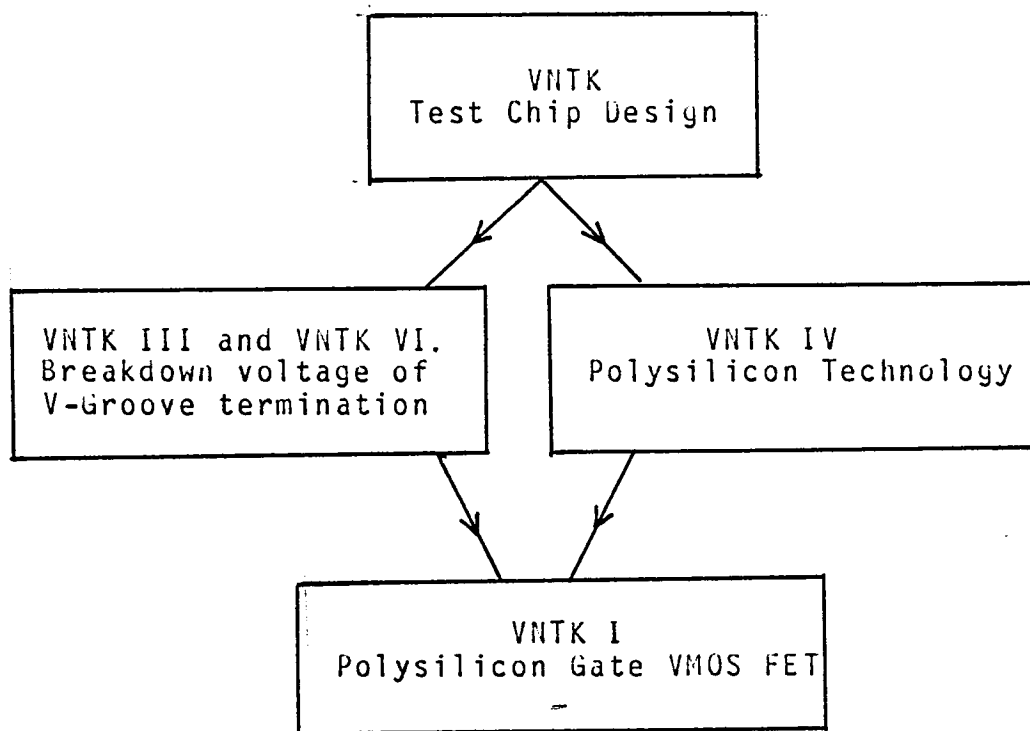 VNTK
Test Chip Design
VNTK III and VNTK VI.
Breakdown voltage of
V-Groove termination
VNTK IV
Polysilicon Technology
VNTK I
Polysilicon Gate VMOS FET